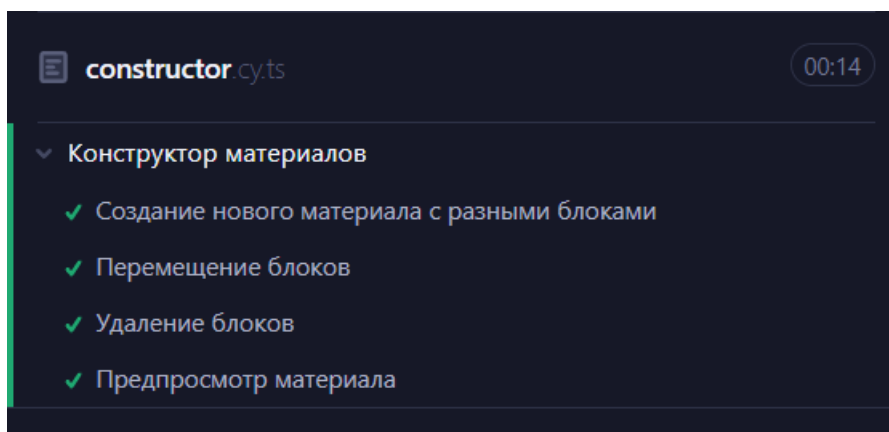 constructor.cy.ts 00:14
Конструктор материалов
Создание нового материала с разными блоками
Перемещение блоков
Удаление блоков
Предпросмотр материала